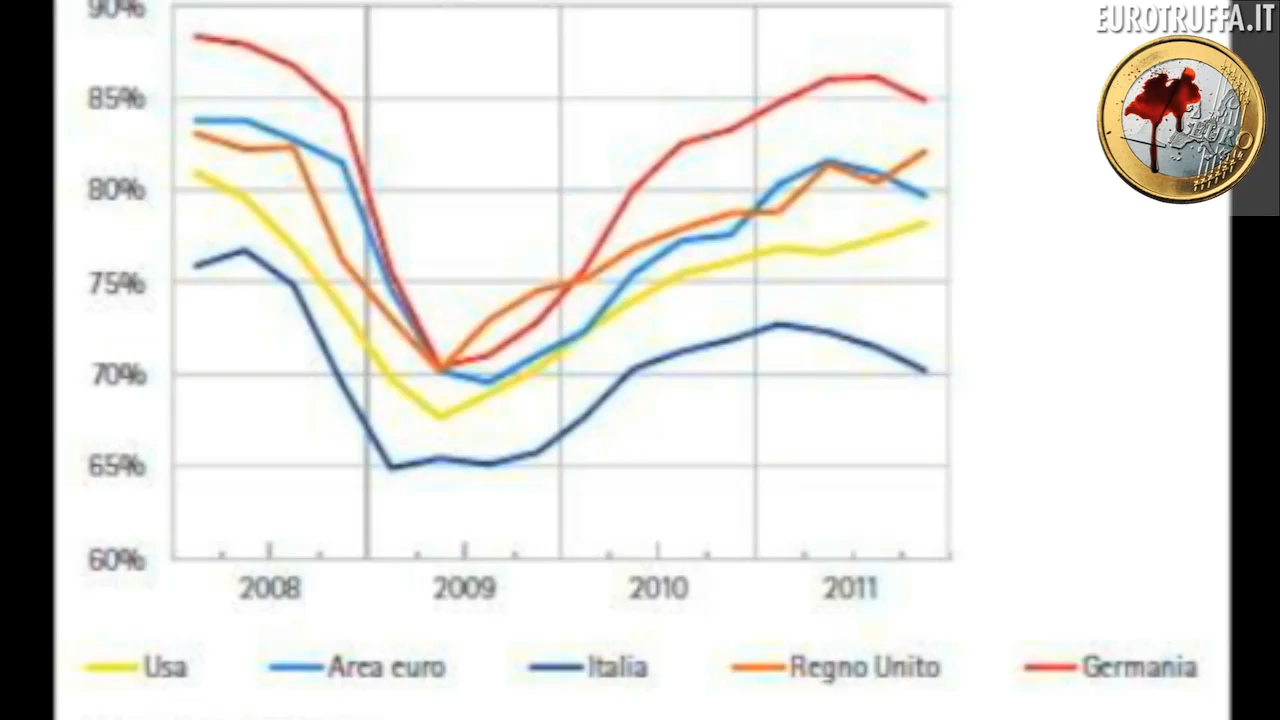 EUROTRUFFA.IT
90%
85%
80%
75%
70%
65%
60%
2008 2009 2010 2011
Usa Area euro Italia Regno Unito Germania
EURO